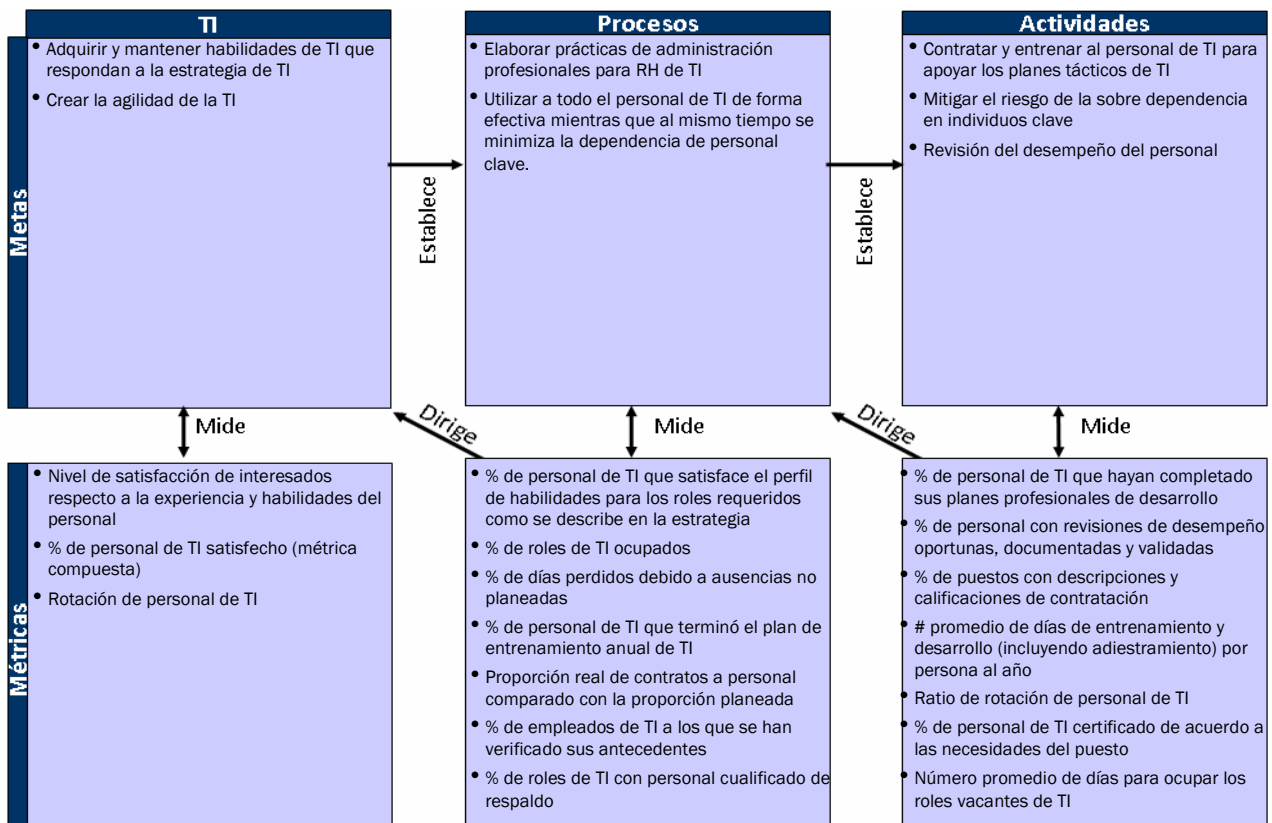 TI
Procesos
Actividades
Metas
• Adquirir y mantener habilidades de TI que
respondan a la estrategia de TI
• Crear la agilidad de la TI
Establece
• Elaborar prácticas de administración
profesionales para RH de TI
• Utilizar a todo el personal de TI de forma
efectiva mientras que al mismo tiempo se
minimiza la dependencia de personal
clave.
Establece
• Contratar y entrenar al personal de TI para
apoyar los planes tácticos de TI
• Mitigar el riesgo de la sobre dependencia
en individuos clave
• Revisión del desempeño del personal
Mide
Dirige
Mide
Dirige
Mide
Métricas
• Nivel de satisfacción de interesados
respecto a la experiencia y habilidades del
personal
• % de personal de TI satisfecho (métrica
compuesta)
• Rotación de personal de TI
• % de personal de TI que satisface el perfil
de habilidades para los roles requeridos
como se describe en la estrategia
• % de roles de TI ocupados
• % de días perdidos debido a ausencias no
planeadas
• % de personal de TI que terminó el plan de
entrenamiento anual de TI
• Proporción real de contratos a personal
comparado con la proporción planeada
• % de empleados de TI a los que se han
verificado sus antecedentes
• % de roles de TI con personal cualificado de
respaldo
• % de personal de TI que hayan completado
sus planes profesionales de desarrollo
• % de personal con revisiones de desempeño
oportunas, documentadas y validadas
• % de puestos con descripciones y
calificaciones de contratación
• # promedio de días de entrenamiento y
desarrollo (incluyendo adiestramiento) por
persona al año
• Ratio de rotación de personal de TI
• % de personal de TI certificado de acuerdo a
las necesidades del puesto
• Número promedio de días para ocupar los
roles vacantes de TI